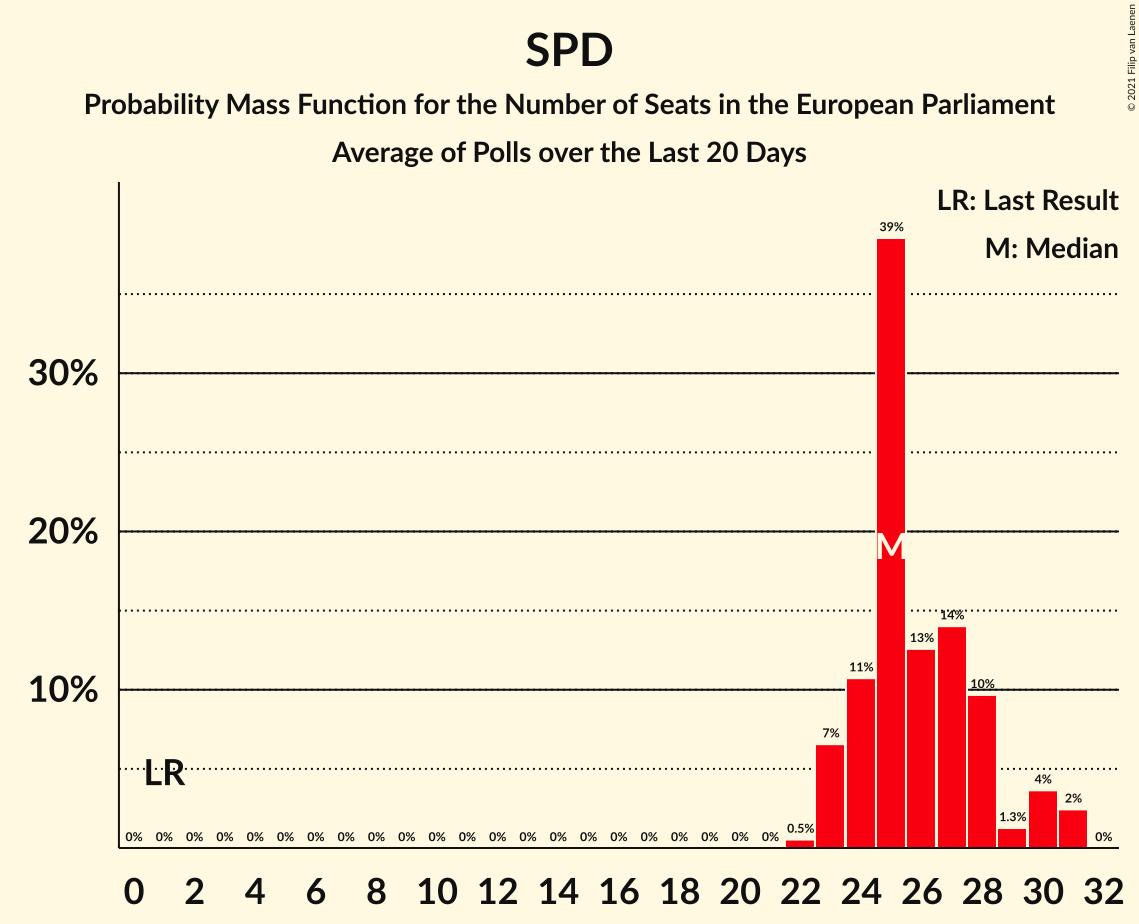 SPD
Probability Mass Function for the Number of Seats in the European Parliament
Average of Polls over the Last 20 Days
© 2021 Filip van Laenen
LR: Last Result
M: Median
39%
30%
20%
M
14%
13%
11%
10%
10%
7%
LR
4%
2%
1.3%
0.5%
0% 0% 0% 0% 0% 0% 0% 0% 0% 0% 0% 0% 0% 0% 0% 0% 0% 0% 0% 0% 0% 0% 0%
0 2 4 6 8 10 12 14 16 18 20 22 24 26 28 30 32